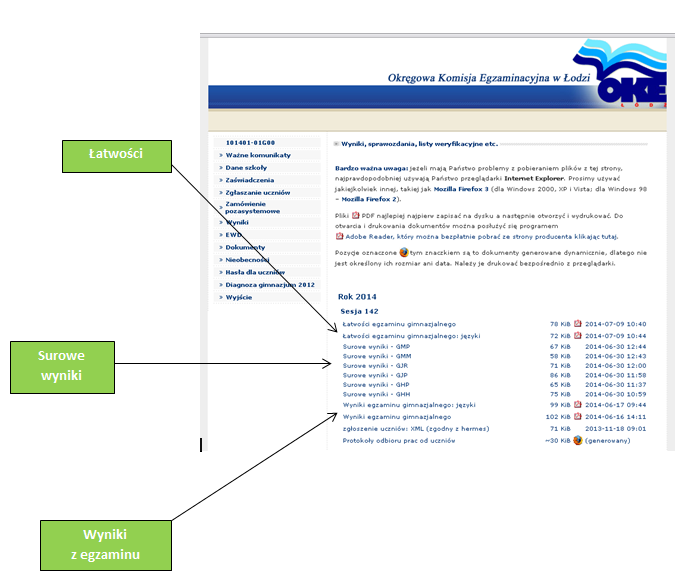 Okręgowa Komisja Egzaminacyjna w Łodzi
OKE
ŁÓDŹ
Łatwości
Surowe
wyniki
Wyniki
z egzaminu
101401-01G00
> Ważne komunikaty
> Dane szkoły
> Zaświadczenia
> Zgłaszanie uczniów
> Zamówienie
pozasystemowe
> Wyniki
> EWD
> Dokumenty
> Nieobecności
> Hasła dla uczniów
> Diagnoza gimnazjum 2012
> Wyjście
Wyniki, sprawozdania, listy weryfikacyjne etc.
Bardzo ważna uwaga: jeżeli mają Państwo problemy z pobieraniem plików z tej strony,
najprawdopodobniej używają Państwo przeglądarki Internet Explorer. Prosimy używać
jakiejkolwiek innej, takiej jak Mozilla Firefox 3 (dla Windows 2000, XP i Vista; dla Windows 98
– Mozilla Firefox 2).
Pliki PDF najlepiej najpierw zapisać na dysku a następnie otworzyć i wydrukować. Do
otwarcia i drukowania dokumentów można posłużyć się programem
Adobe Reader, który można bezpłatnie pobrać ze strony producenta klikając tutaj.
Pozycje oznaczone tym znaczkiem są to dokumenty generowane dynamicznie, dlatego nie
jest określony ich rozmiar ani data. Należy je drukować bezpośrednio z przeglądarki.
Rok 2014
Sesja 142
Łatwości egzaminu gimnazjalnego 78 KiB 2014-07-09 10:40
Łatwości egzaminu gimnazjalnego: języki 72 KiB 2014-07-09 10:44
Surowe wyniki - GMP 67 KiB 2014-06-30 12:44
Surowe wyniki - GMM 58 KiB 2014-06-30 12:43
Surowe wyniki - GJR 71 KiB 2014-06-30 12:00
Surowe wyniki - GJP 86 KiB 2014-06-30 11:58
Surowe wyniki - GHP 65 KiB 2014-06-30 11:37
Surowe wyniki - GHH 75 KiB 2014-06-30 10:59
Wyniki egzaminu gimnazjalnego: języki 99 KiB 2014-06-17 09:44
Wyniki egzaminu gimnazjalnego 102 KiB 2014-06-16 14:11
zgłoszenie uczniów: XML (zgodny z hermes) 71 KiB 2013-11-18 09:01
Protokoły odbioru prac od uczniów ~30 KiB (generowany)